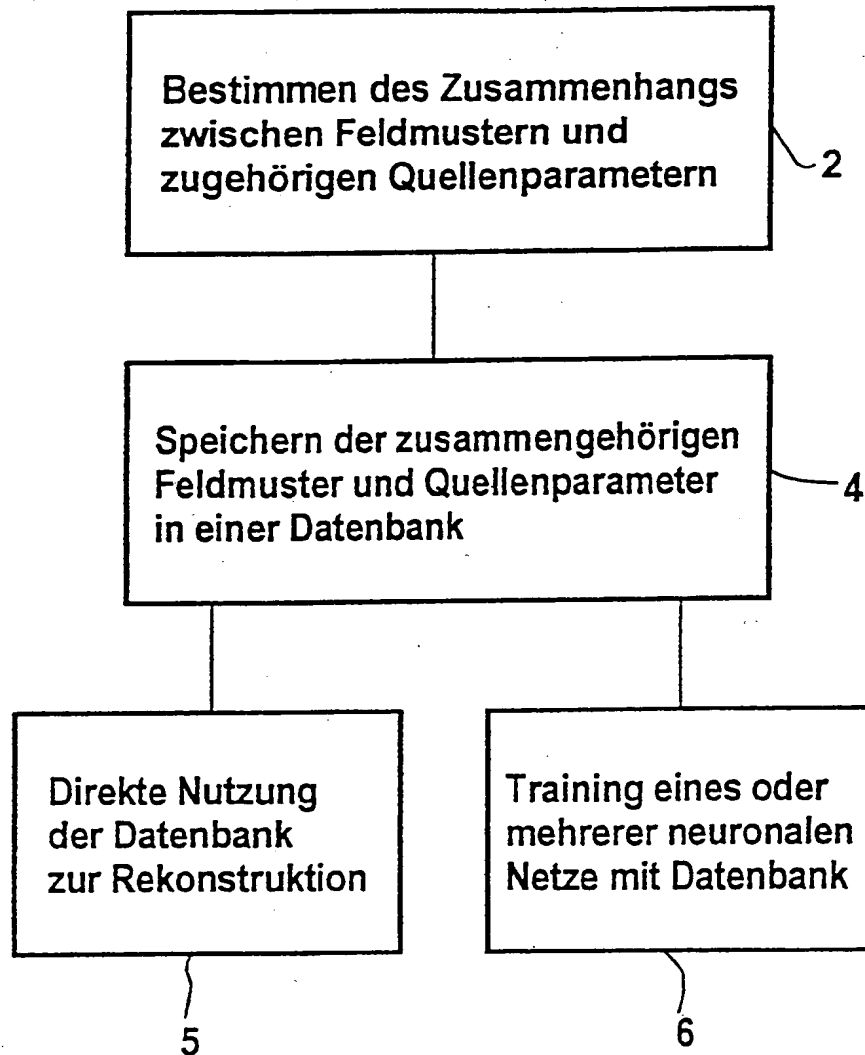 Bestimmen des Zusammenhangs
zwischen Feldmustern und
zugehörigen Quellenparametern
2
Speichern der zusammengehörigen
Feldmuster und Quellenparameter
in einer Datenbank
4
Direkte Nutzung
der Datenbank
zur Rekonstruktion
5
Training eines oder
mehrerer neuronalen
Netze mit Datenbank
6